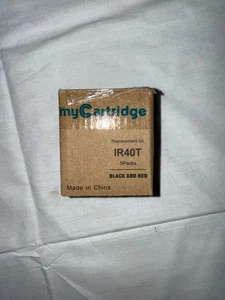 myCartridge
Replacement for
IR40T
5Packs
BLACK AND RED
Made in China